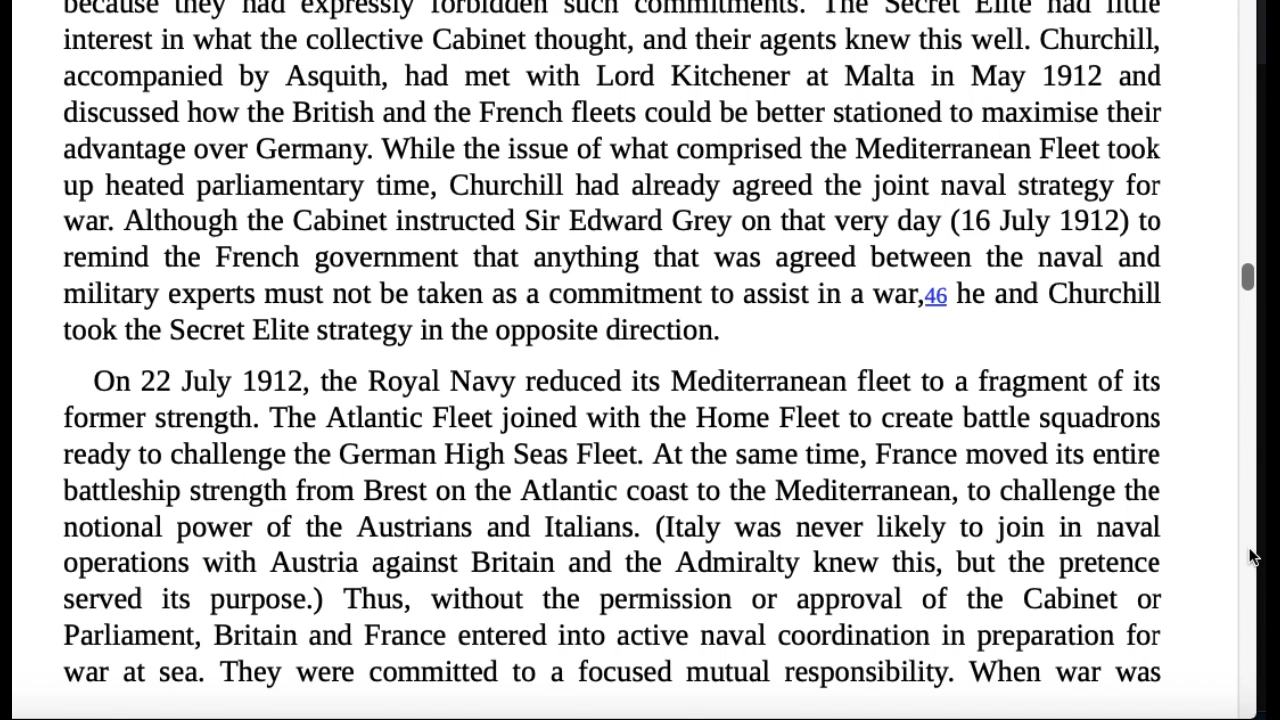 because they had expressly forbidden such commitments. The Secret Elite had little
interest in what the collective Cabinet thought, and their agents knew this well. Churchill,
accompanied by Asquith, had met with Lord Kitchener at Malta in May 1912 and
discussed how the British and the French fleets could be better stationed to maximise their
advantage over Germany. While the issue of what comprised the Mediterranean Fleet took
up heated parliamentary time, Churchill had already agreed the joint naval strategy for
war. Although the Cabinet instructed Sir Edward Grey on that very day (16 July 1912) to
remind the French government that anything that was agreed between the naval and
military experts must not be taken as a commitment to assist in a war,46 he and Churchill
took the Secret Elite strategy in the opposite direction.
On 22 July 1912, the Royal Navy reduced its Mediterranean fleet to a fragment of its
former strength. The Atlantic Fleet joined with the Home Fleet to create battle squadrons
ready to challenge the German High Seas Fleet. At the same time, France moved its entire
battleship strength from Brest on the Atlantic coast to the Mediterranean, to challenge the
notional power of the Austrians and Italians. (Italy was never likely to join in naval
operations with Austria against Britain and the Admiralty knew this, but the pretence
served its purpose.) Thus, without the permission or approval of the Cabinet or
Parliament, Britain and France entered into active naval coordination in preparation for
war at sea. They were committed to a focused mutual responsibility. When war was